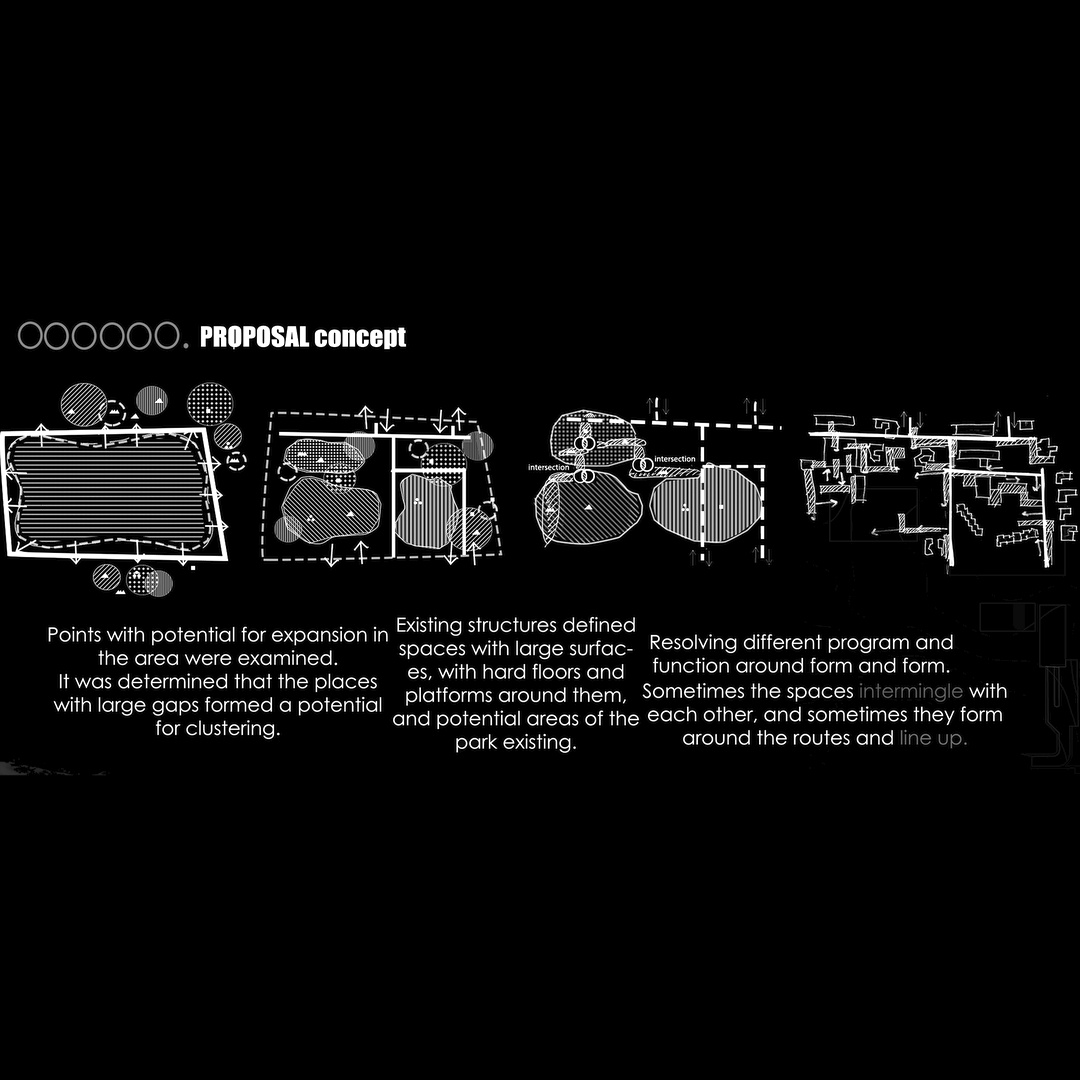 OOOOOO. PROPOSAL concept
intersection
intersection
Points with potential for expansion in
the area were examined.
It was determined that the places
with large gaps formed a potential
for clustering.
Existing structures defined
spaces with large surfac-
es, with hard floors and
platforms around them,
and potential areas of the
park existing.
Resolving different program and
function around form and form.
Sometimes the spaces intermingle with
each other, and sometimes they form
around the routes and line up.